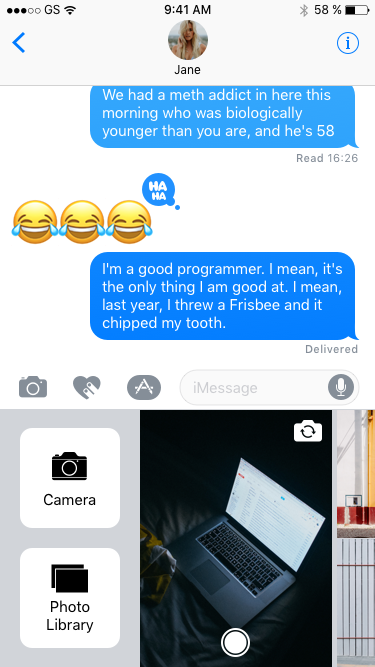 GS 9:41 AM 58 %
Jane
We had a meth addict in here this
morning who was biologically
younger than you are, and he's 58
Read 16:26
HA
HA
I'm a good programmer. I mean, it's
the only thing I am good at. I mean,
last year, I threw a Frisbee and it
chipped my tooth.
Delivered
iMessage
Camera
Photo
Library